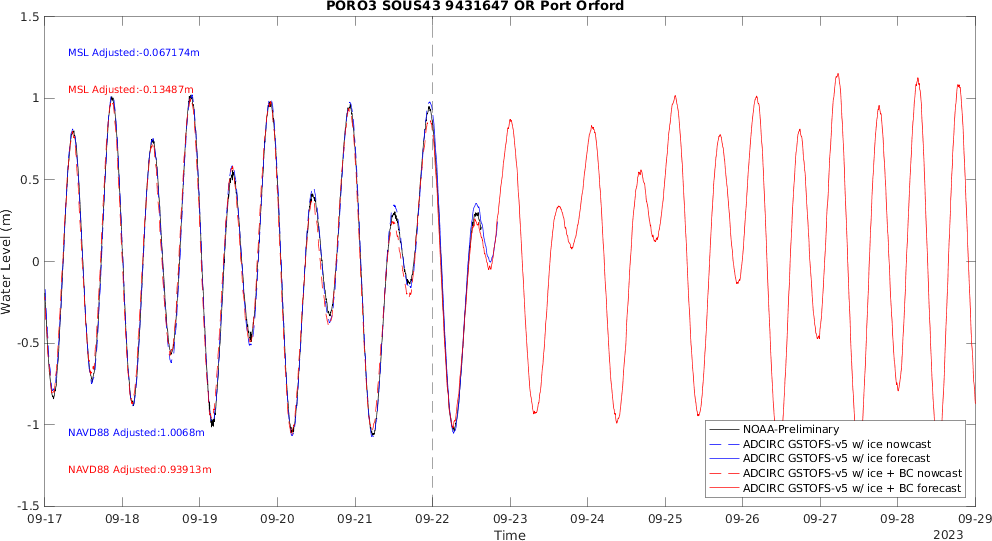 PORO3 SOUS43 9431647 OR Port Orford
1.5
MSL Adjusted:-0.067174m
MSL Adjusted:-0.13487m
1
0.5
Water Level (m)
0
-0.5
-1
NAVD88 Adjusted:1.0068m
NAVD88 Adjusted:0.93913m
NOAA-Preliminary
ADCIRC GSTOFS-v5 w/ ice nowcast
ADCIRC GSTOFS-v5 w/ ice forecast
ADCIRC GSTOFS-v5 w/ ice + BC nowcast
ADCIRC GSTOFS-v5 w/ ice + BC forecast
-1.5
09-17 09-18 09-19 09-20 09-21 09-22 09-23 09-24 09-25 09-26 09-27 09-28 09-29
Time
2023